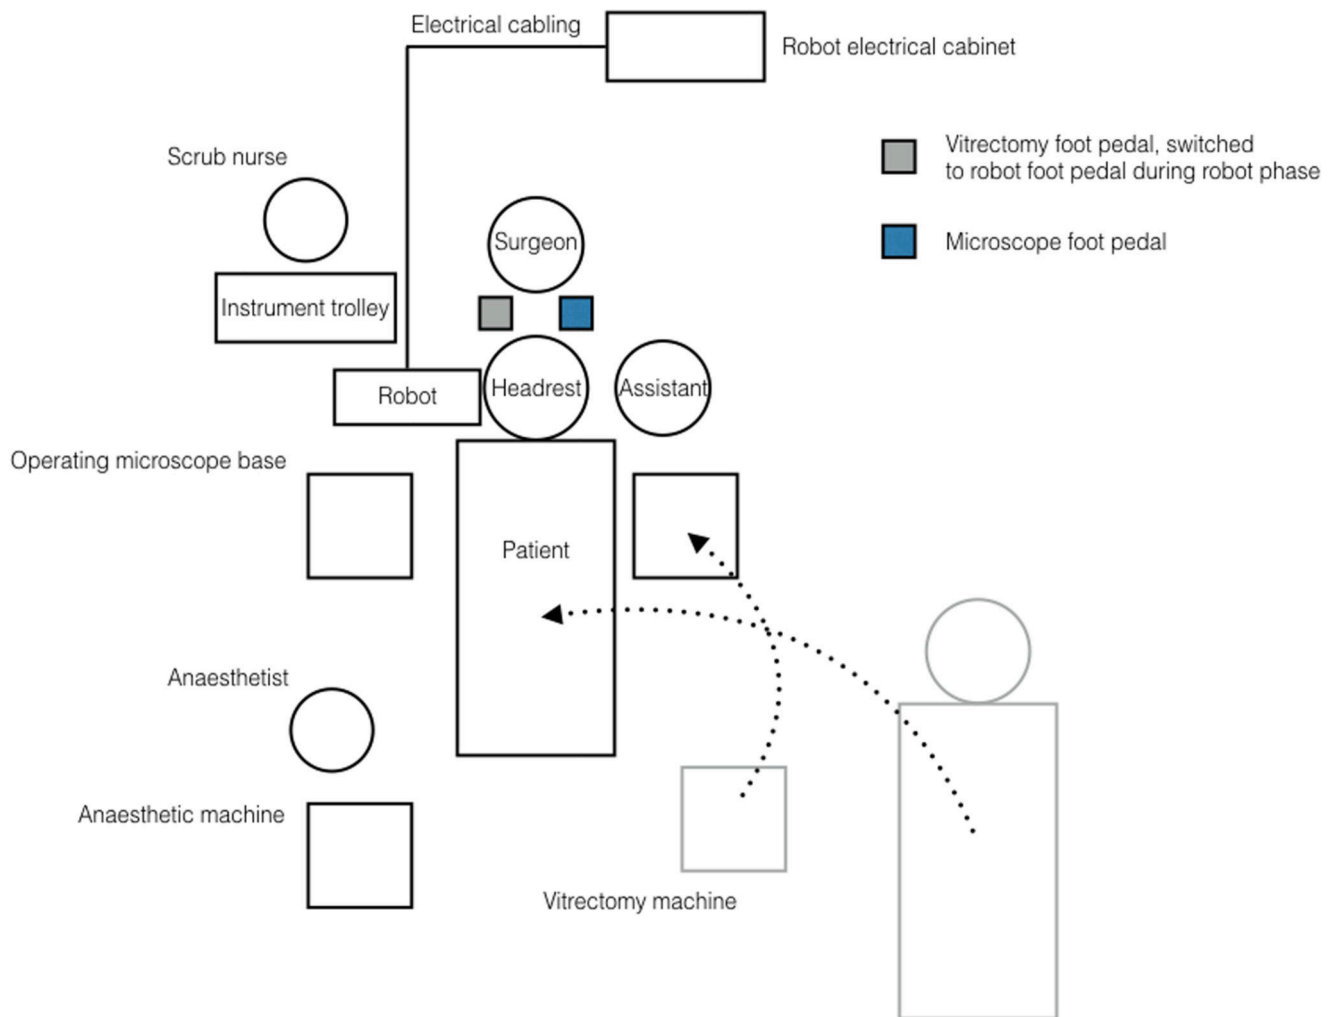 Electrical cabling
Robot electrical cabinet
Vitrectomy foot pedal, switched
to robot foot pedal during robot phase
Scrub nurse
Surgeon
Microscope foot pedal
Instrument trolley
Robot
Headrest
Assistant
Operating microscope base
Patient
Anaesthetist
Anaesthetic machine
Vitrectomy machine